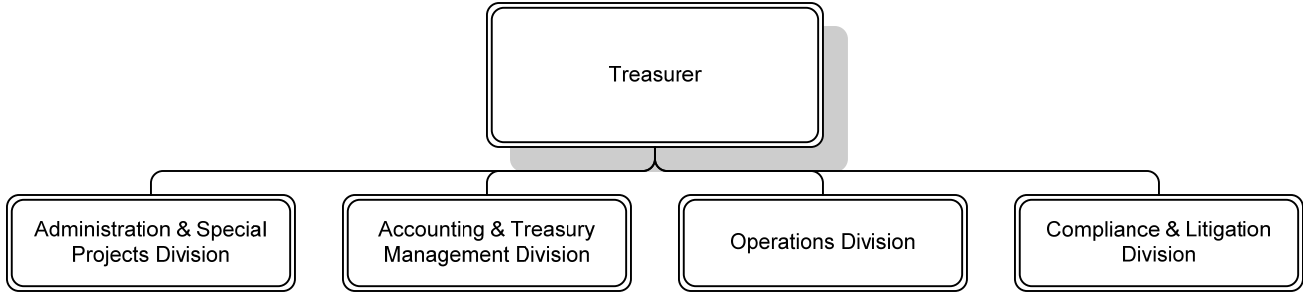 Treasurer
Administration & Special
Projects Division
Accounting & Treasury
Management Division
Operations Division
Compliance & Litigation
Division